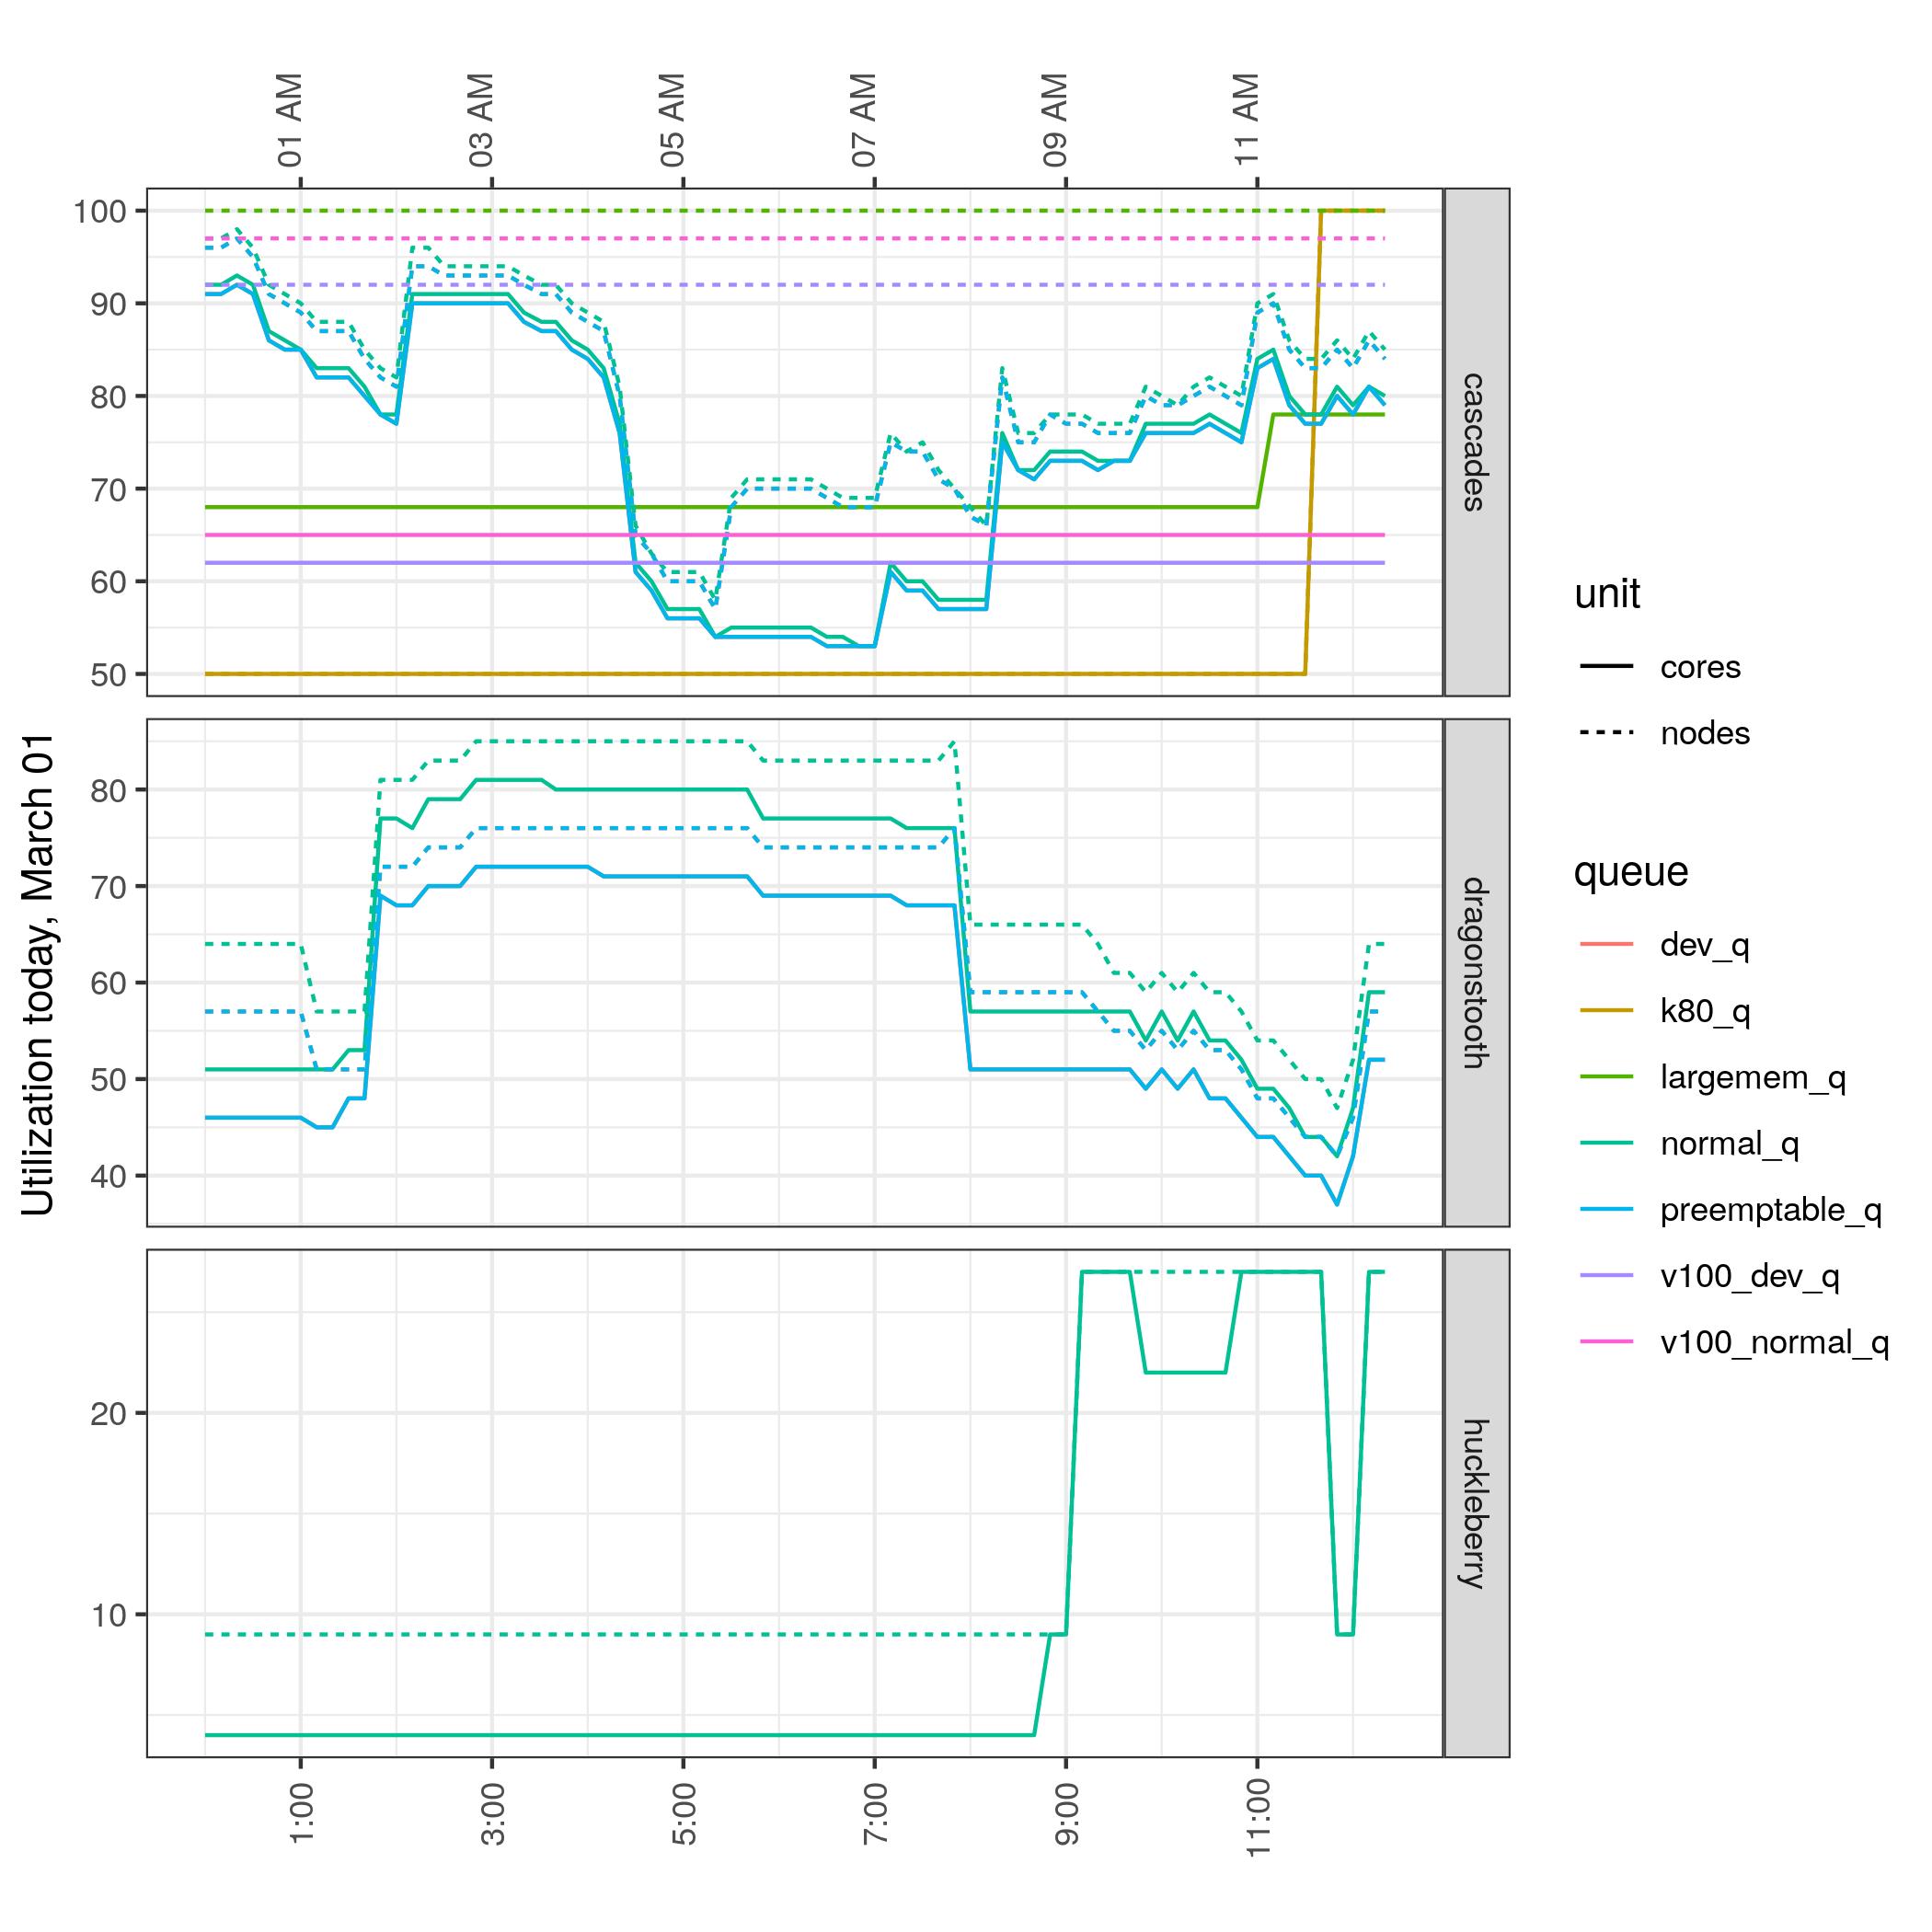 01 AM
03 AM
05 AM
07 AM
09 AM
11 AM
Utilization today, March 01
100
90
80
70
60
50
cascades
80
70
60
50
40
dragonstooth
20
10
huckleberry
1:00
3:00
5:00
7:00
9:00
11:00
unit
cores
nodes
queue
dev_q
k80_q
largemem_q
normal_q
preemptable_q
v100_dev_q
v100_normal_q